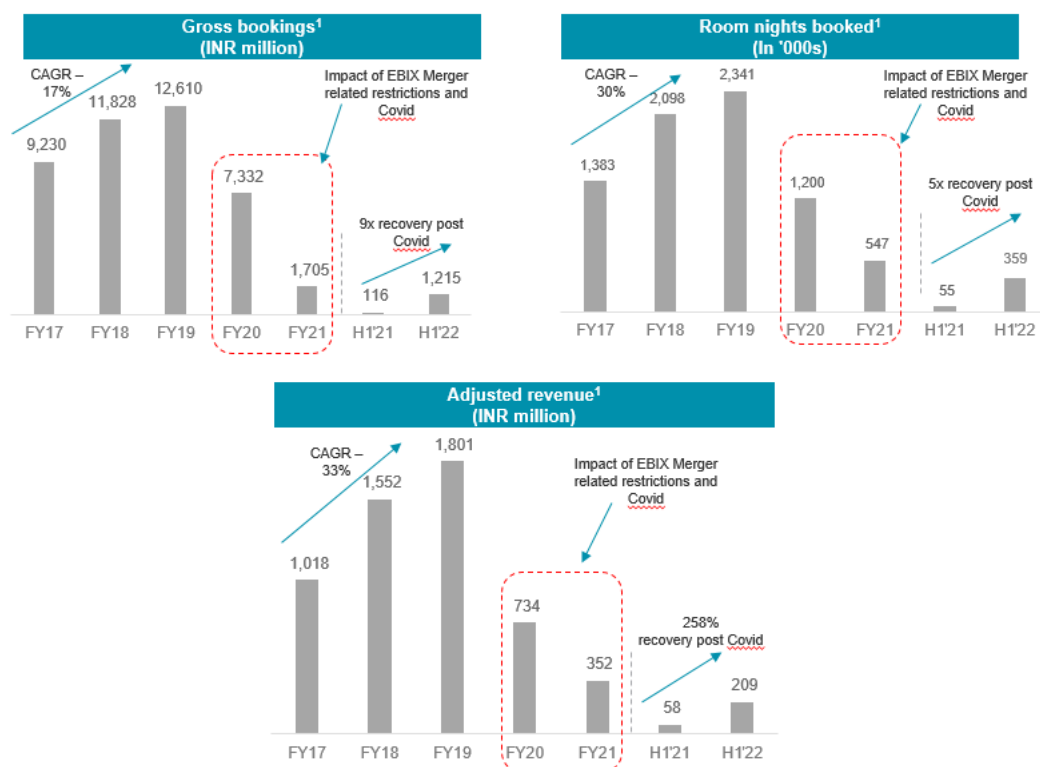 Gross bookings1
(INR million)
CAGR –
17%
9,230
11,828
12,610
Impact of EBIX Merger
related restrictions and
Covid
7,332
1,705
9x recovery post
Covid
116
1,215
FY17
FY18
FY19
FY20
FY21
H1'21
H1'22
Room nights booked1
(In '000s)
CAGR –
30%
1,383
2,098
2,341
Impact of EBIX Merger
related restrictions and
Covid
1,200
547
5x recovery post
Covid
55
359
FY17
FY18
FY19
FY20
FY21
H1'21
H1'22
Adjusted revenue1
(INR million)
CAGR –
33%
1,018
1,552
1,801
Impact of EBIX Merger
related restrictions and
Covid
734
352
258%
recovery post Covid
58
209
FY17
FY18
FY19
FY20
FY21
H1'21
H1'22